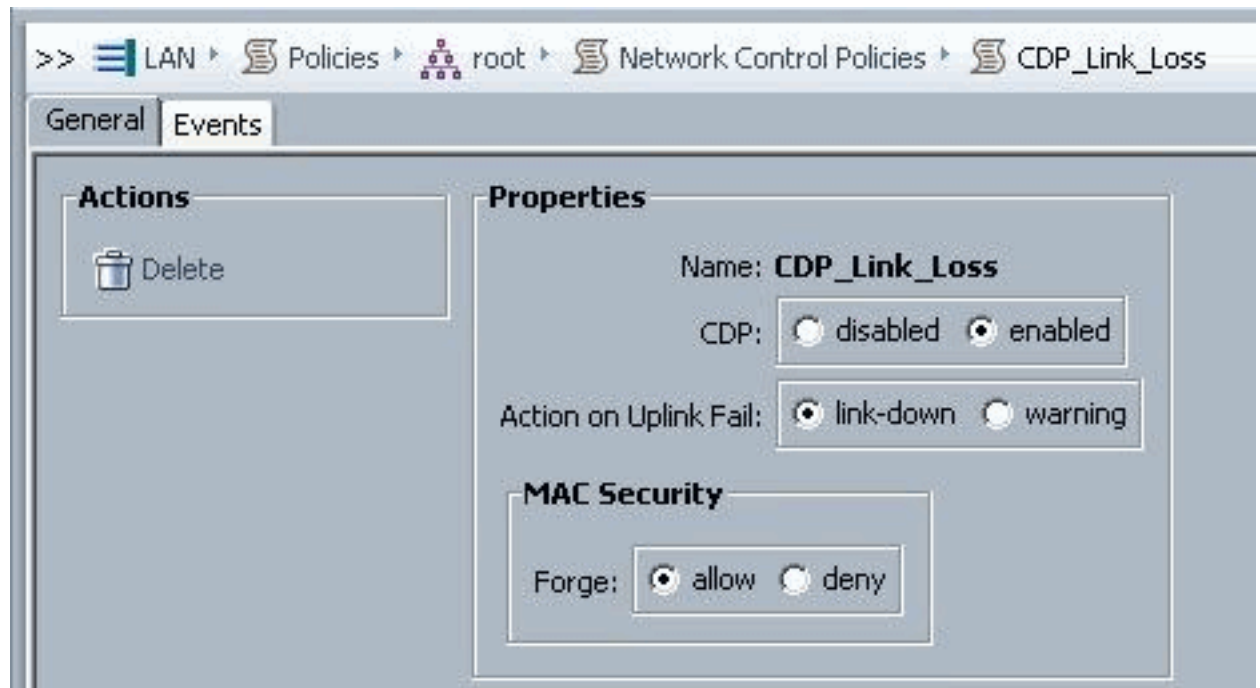 >> LAN Policies root Network Control Policies CDP_Link_Loss
General Events
Actions
Delete
Properties
Name: CDP_Link_Loss
CDP: disabled enabled
Action on Uplink Fail: link-down warning
MAC Security
Forge: allow deny